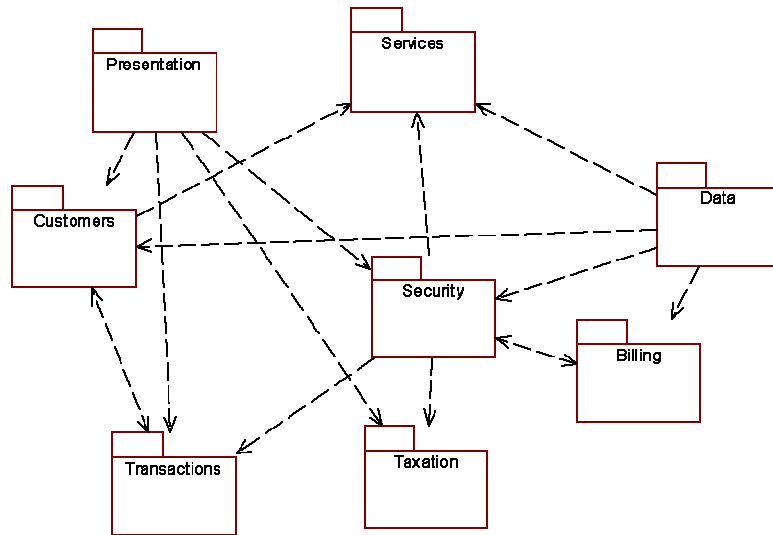 Services
Presentation
Data
Customers
Security
Billing
Transactions
Taxation